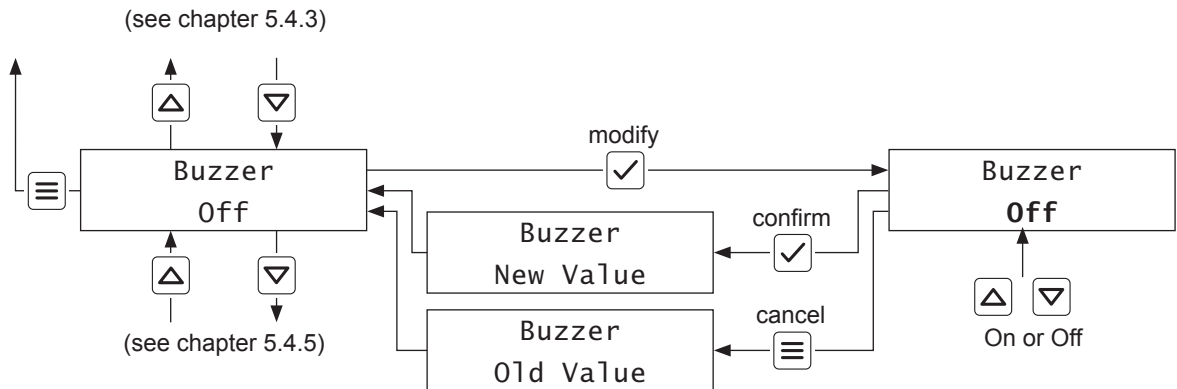 (see chapter 5.4.3)
modify
Buzzer
Off
Buzzer
Off
confirm
Buzzer
New Value
cancel
Buzzer
Old Value
On or Off
(see chapter 5.4.5)